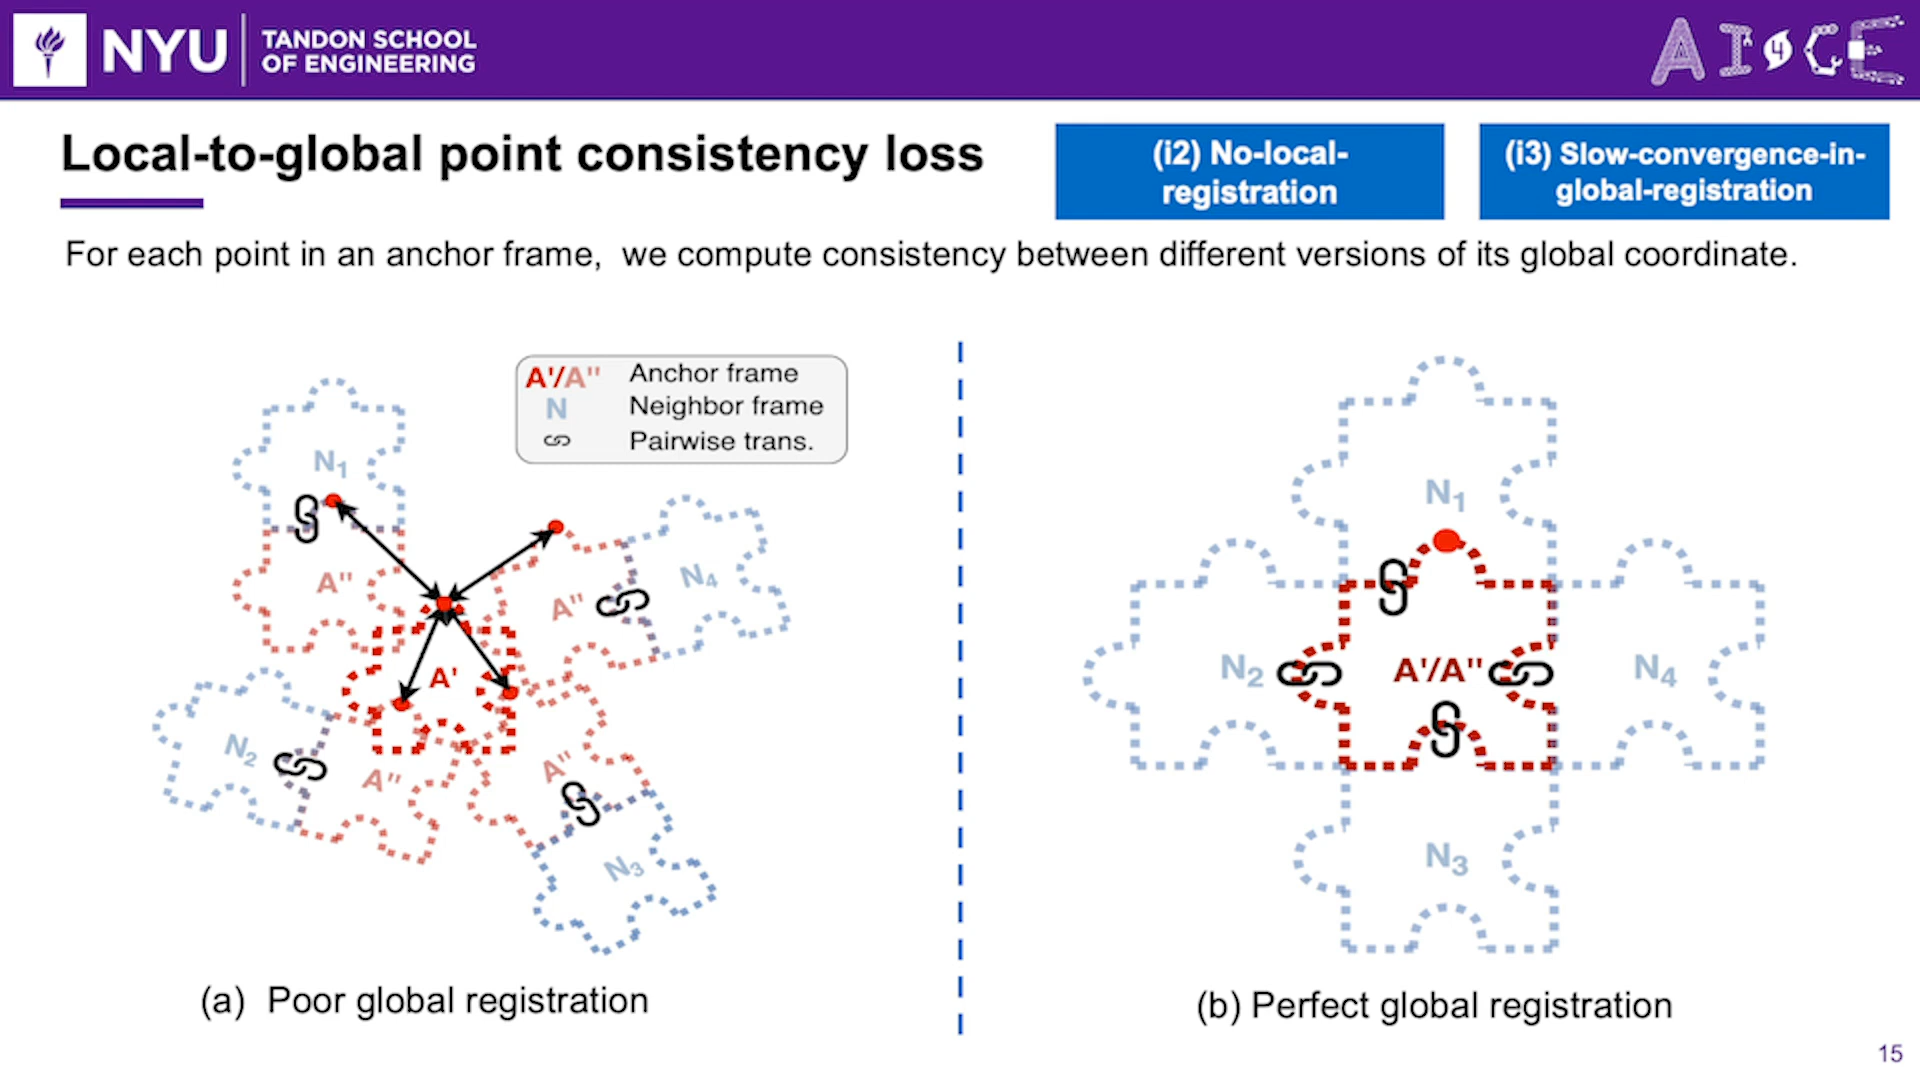 NYU
TANDON SCHOOL
OF ENGINEERING
AI4CE
Local-to-global point consistency loss
(i2) No-local-
registration
(i3) Slow-convergence-in-
global-registration
For each point in an anchor frame, we compute consistency between different versions of its global coordinate.
A'/A'' Anchor frame
N Neighbor frame
Pairwise trans.
N1
A''
A''
N4
A'
N2
A''
A''
N3
(a) Poor global registration
N1
N2
A'/A''
N4
N3
(b) Perfect global registration
15